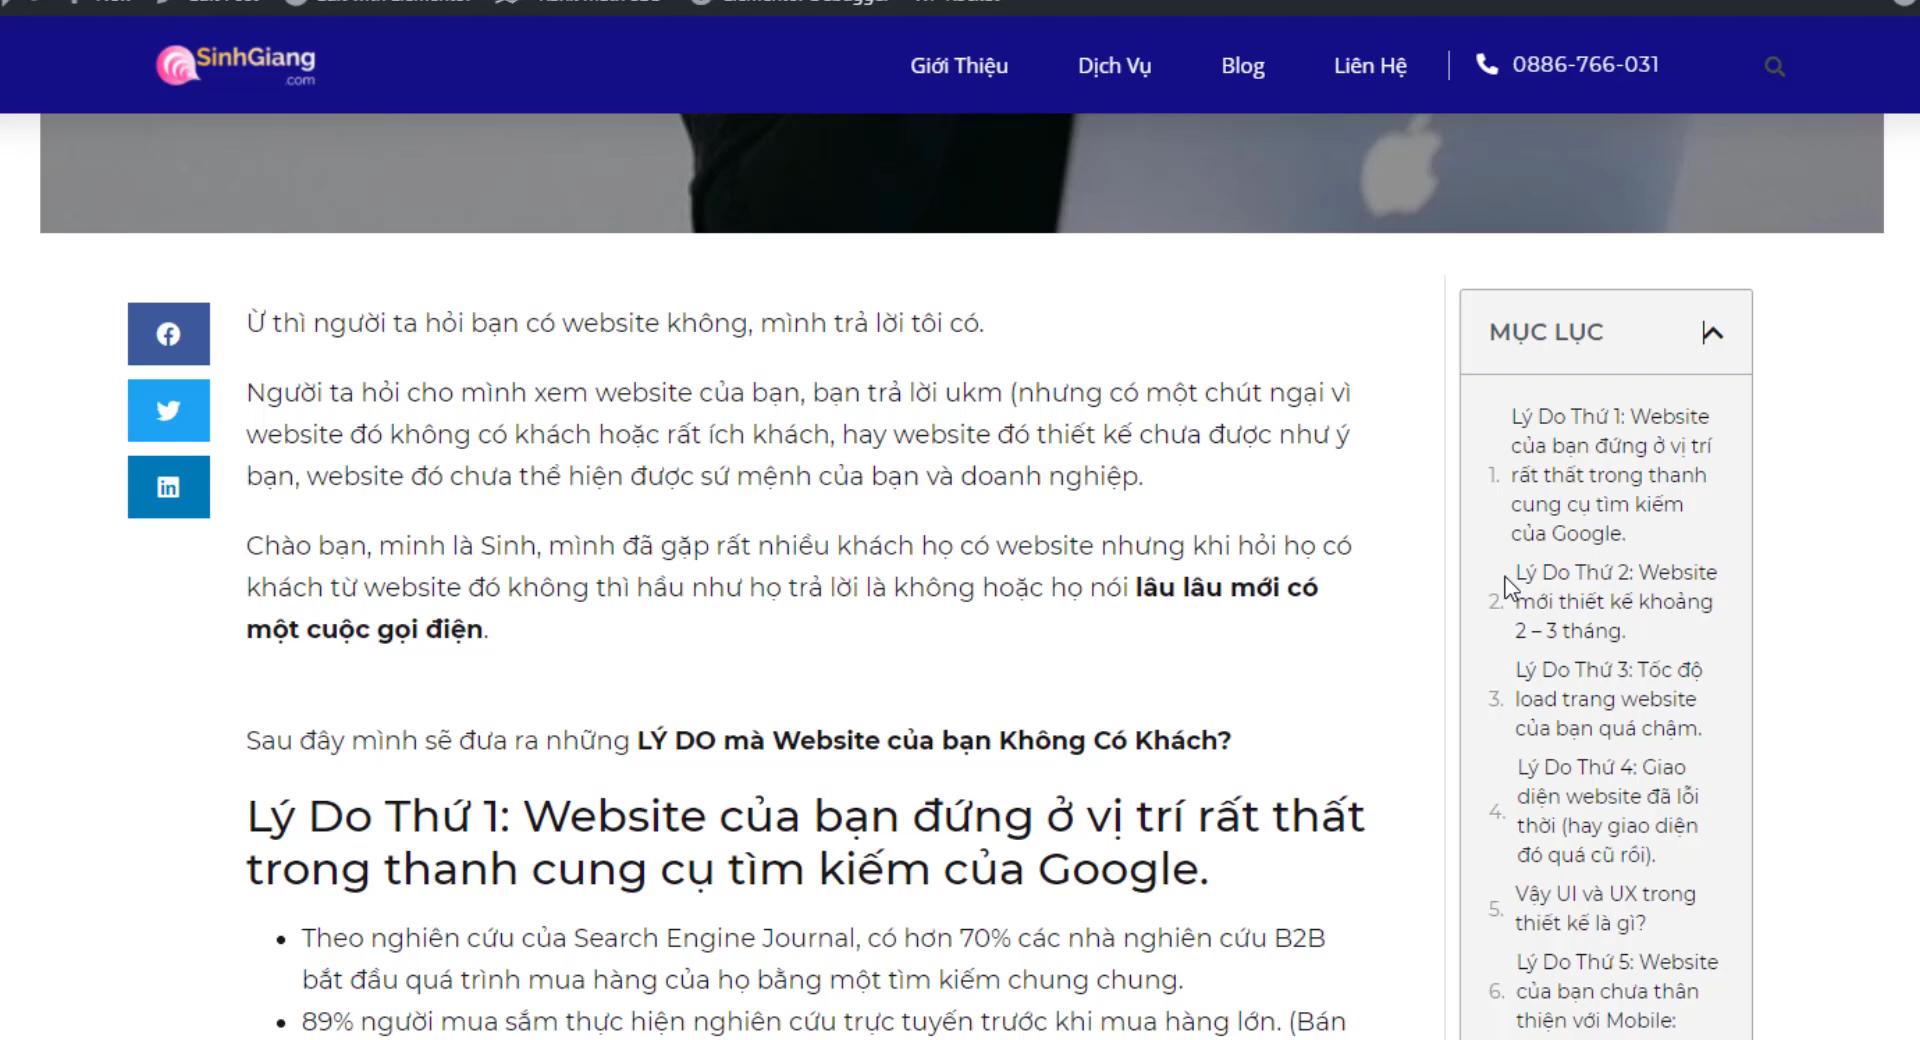 SinhGiang
.com
Giới Thiệu
Dịch Vụ
Blog
Liên Hệ
0886-766-031
Ừ thì người ta hỏi bạn có website không, mình trả lời tôi có.
Người ta hỏi cho mình xem website của bạn, bạn trả lời ukm (nhưng có một chút ngại vì
website đó không có khách hoặc rất ích khách, hay website đó thiết kế chưa được như ý
bạn, website đó chưa thể hiện được sứ mệnh của bạn và doanh nghiệp.
Chào bạn, minh là Sinh, mình đã gặp rất nhiều khách họ có website nhưng khi hỏi họ có
khách từ website đó không thì hầu như họ trả lời là không hoặc họ nói lâu lâu mới có
một cuộc gọi điện.
Sau đây mình sẽ đưa ra những LÝ DO mà Website của bạn Không Có Khách?
Lý Do Thứ 1: Website của bạn đứng ở vị trí rất thất
trong thanh cung cụ tìm kiếm của Google.
• Theo nghiên cứu của Search Engine Journal, có hơn 70% các nhà nghiên cứu B2B
bắt đầu quá trình mua hàng của họ bằng một tìm kiếm chung chung.
• 89% người mua sắm thực hiện nghiên cứu trực tuyến trước khi mua hàng lớn. (Bán
MỤC LỤC
Lý Do Thứ 1: Website
của bạn đứng ở vị trí
1. rất thất trong thanh
cung cụ tìm kiếm
của Google.
Lý Do Thứ 2: Website
2. mới thiết kế khoảng
2 – 3 tháng.
Lý Do Thứ 3: Tốc độ
3. load trang website
của bạn quá chậm.
Lý Do Thứ 4: Giao
diện website đã lỗi
4. thời (hay giao diện
đó quá cũ rồi).
5. Vậy UI và UX trong
thiết kế là gì?
Lý Do Thứ 5: Website
6. của bạn chưa thân
thiện với Mobile: